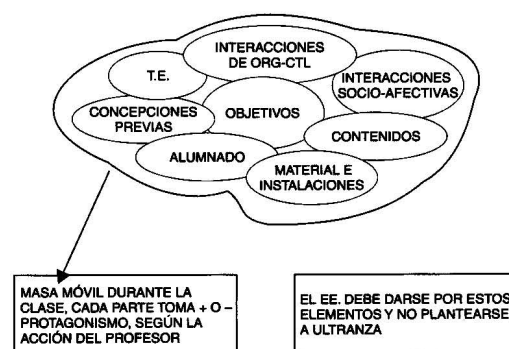 INTERACCIONES
DE ORG-CTL
T.E.
INTERACCIONES
SOCIO-AFECTIVAS
CONCEPCIONES
PREVIAS
OBJETIVOS
CONTENIDOS
ALUMNADO
MATERIAL E
INSTALACIONES
MASA MÓVIL DURANTE LA
CLASE, CADA PARTE TOMA + O –
PROTAGONISMO, SEGÚN LA
ACCIÓN DEL PROFESOR
EL EE. DEBE DARSE POR ESTOS
ELEMENTOS Y NO PLANTEARSE
A ULTRANZA